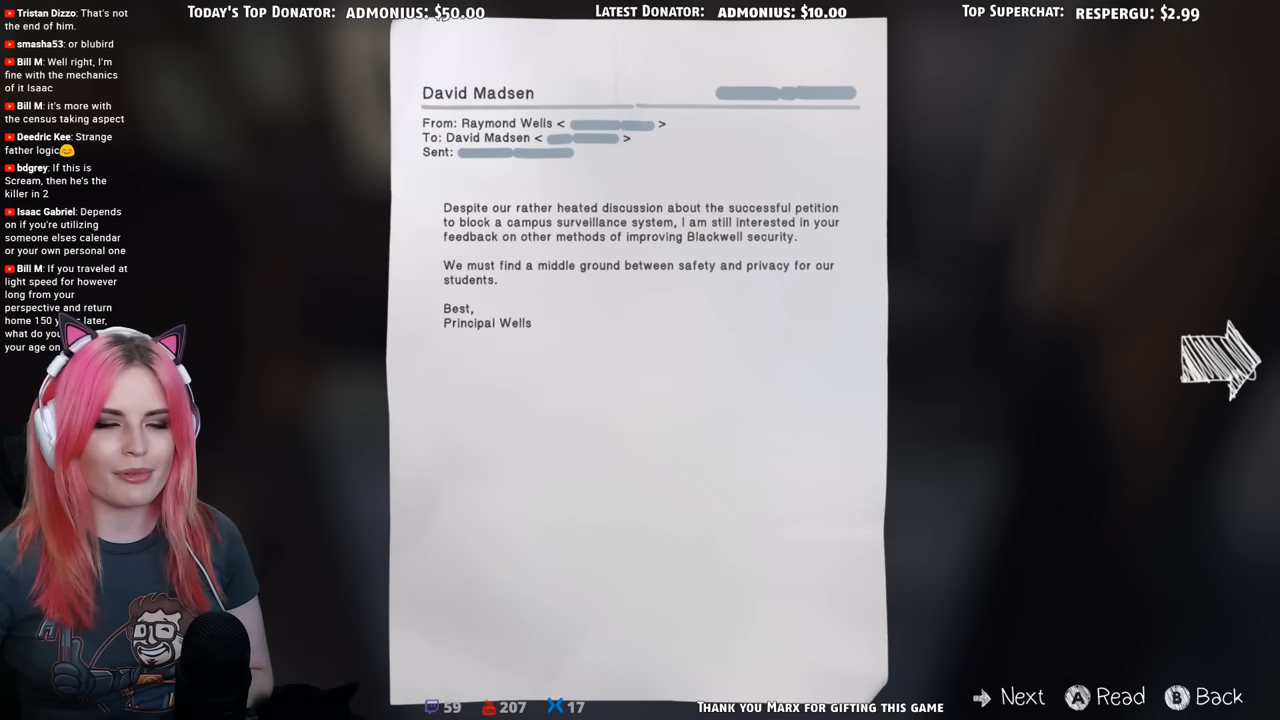 Today's Top Donator: Admonius: $50.00
Latest Donator: Admonius: $10.00
Top Superchat: Respergu: $2.99
Tristan Dizzo: That's not
the end of him.
smasha53: or blubird
Bill M: Well right, I'm
fine with the mechanics
of it Isaac
Bill M: it's more with
the census taking aspect
Deedric Kee: Strange
father logic
bdgrey: If this is
Scream, then he's the
killer in 2
Isaac Gabriel: Depends
on if you're utilizing
someone elses calendar
or your own personal one
Bill M: If you traveled at
light speed for however
long from your
perspective and return
home 150 later,
what do
your age on
David Madsen
From: Raymond Wells < >
To: David Madsen < >
Sent:
Despite our rather heated discussion about the successful petition
to block a campus surveillance system, I am still interested in your
feedback on other methods of improving Blackwell security.
We must find a middle ground between safety and privacy for our
students.
Best,
Principal Wells
59
207
17
Thank you Marx for gifting this game
Next
A Read
B Back